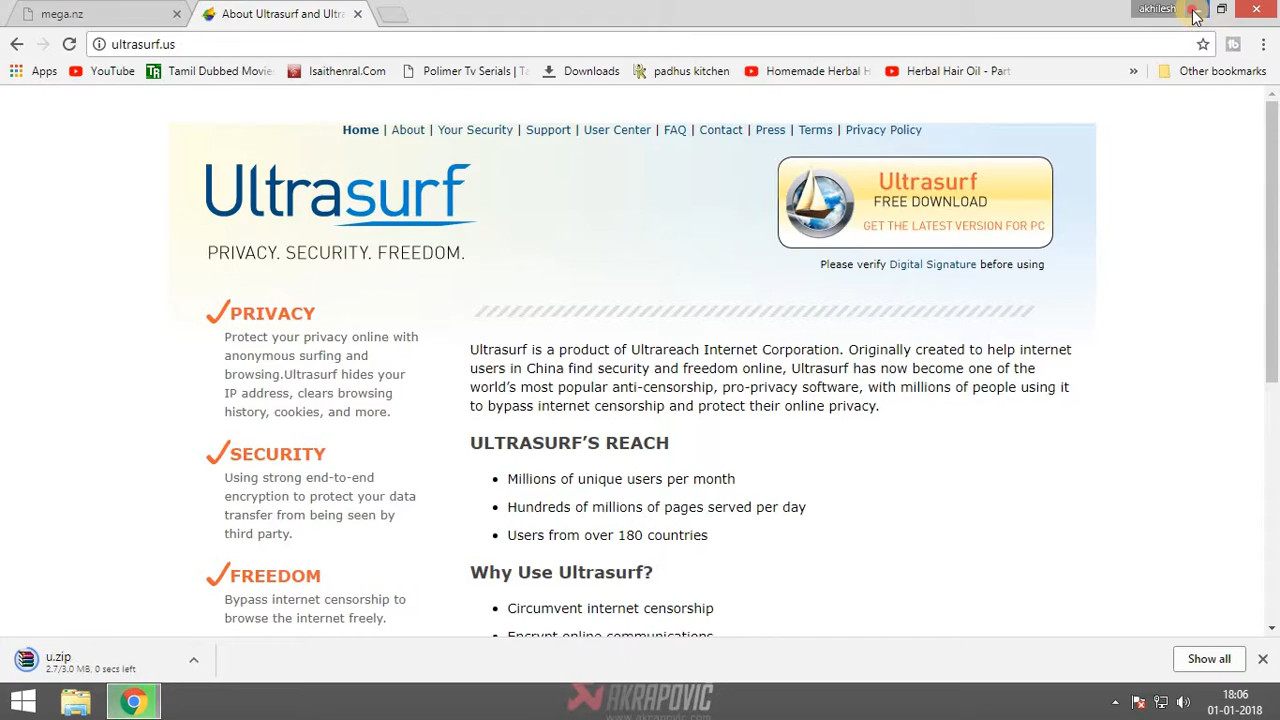 mega.nz
About Ultrasurf and Ultra
akhilesh
ultrasurf.us
Apps
YouTube
Tamil Dubbed Movie
Isaithenral.Com
Polimer Tv Serials | Ta
Downloads
padhus kitchen
Homemade Herbal H
Herbal Hair Oil - Part
»
Other bookmarks
Home | About | Your Security | Support | User Center | FAQ | Contact | Press | Terms | Privacy Policy
Ultrasurf
PRIVACY. SECURITY. FREEDOM.
Ultrasurf
FREE DOWNLOAD
GET THE LATEST VERSION FOR PC
Please verify Digital Signature before using
PRIVACY
Protect your privacy online with
anonymous surfing and
browsing.Ultrasurf hides your
IP address, clears browsing
history, cookies, and more.
SECURITY
Using strong end-to-end
encryption to protect your data
transfer from being seen by
third party.
FREEDOM
Bypass internet censorship to
browse the internet freely.
Ultrasurf is a product of Ultrareach Internet Corporation. Originally created to help internet
users in China find security and freedom online, Ultrasurf has now become one of the
world's most popular anti-censorship, pro-privacy software, with millions of people using it
to bypass internet censorship and protect their online privacy.
ULTRASURF'S REACH
• Millions of unique users per month
• Hundreds of millions of pages served per day
• Users from over 180 countries
Why Use Ultrasurf?
• Circumvent internet censorship
• Encrypt online communications
u.zip
2.7/3.0 MB, 0 secs left
Show all
AKRAPOVIC
www.akrapovic.com
18:06
01-01-2018